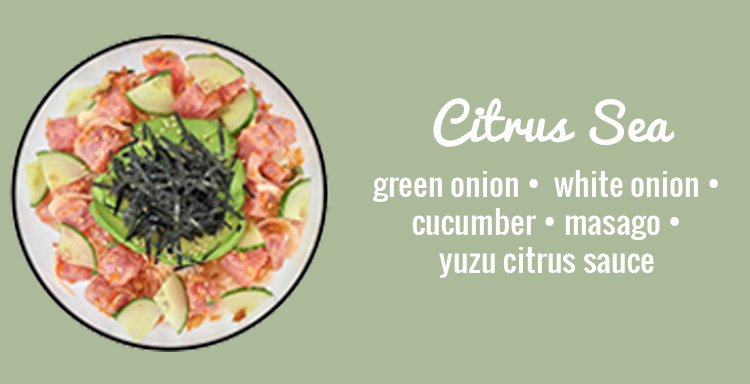 Citrus Sea
green onion • white onion •
cucumber • masago •
yuzu citrus sauce